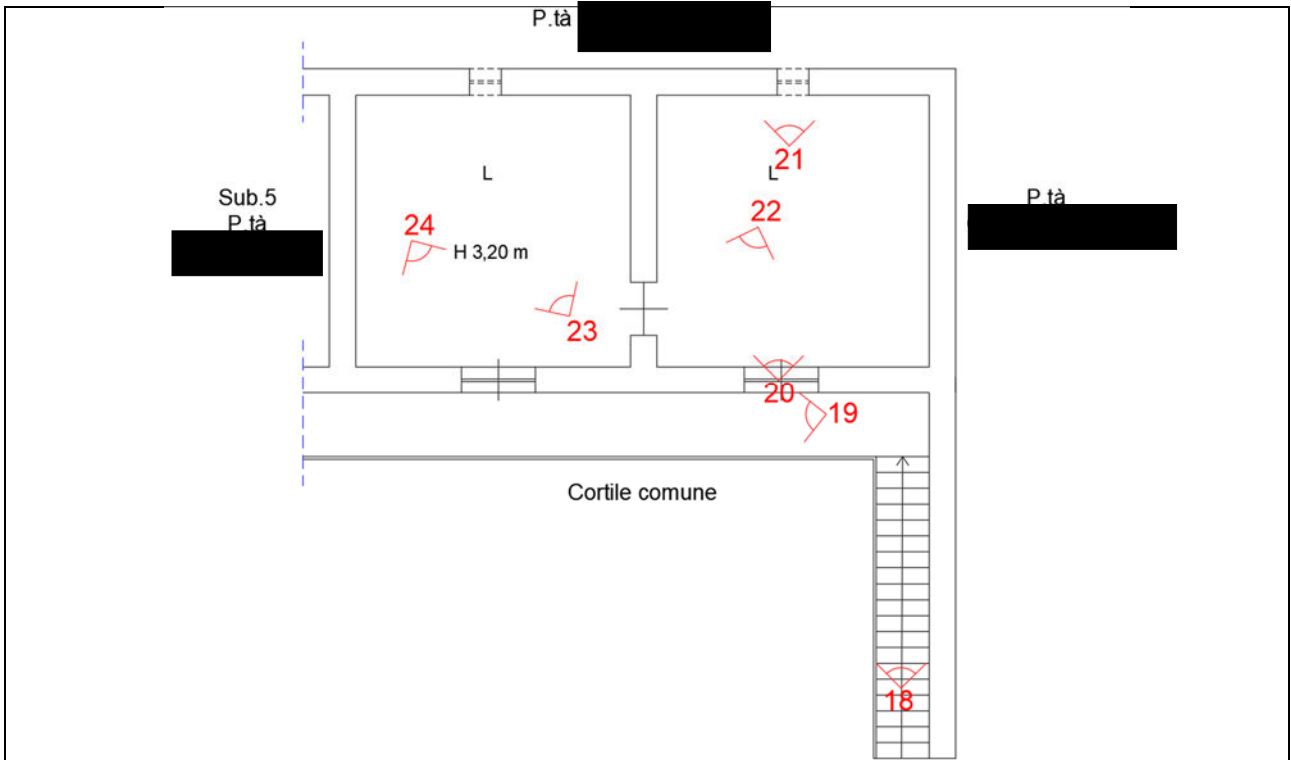 P.tà
21
L
L
Sub.5
P.tà
P.tà
22
24
H 3,20 m
23
20
19
Cortile comune
18